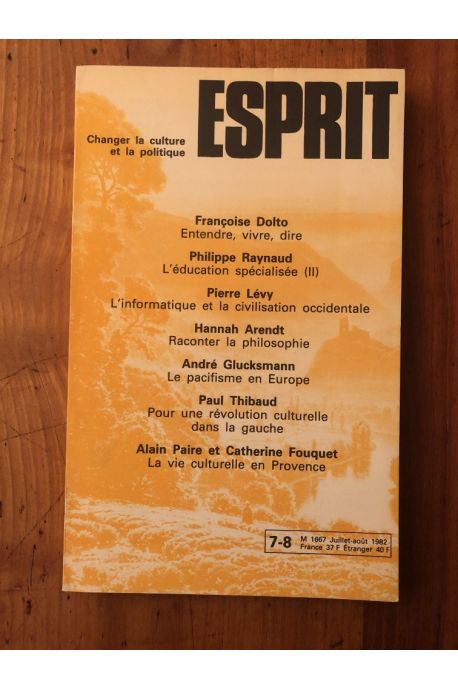 ESPRIT
Changer la culture
et la politique
Françoise Dolto
Entendre, vivre, dire
Philippe Raynaud
L'éducation spécialisée (II)
Pierre Lévy
L'informatique et la civilisation occidentale
Hannah Arendt
Raconter la philosophie
André Glucksmann
Le pacifisme en Europe
Paul Thibaud
Pour une révolution culturelle
dans la gauche
Alain Paire et Catherine Fouquet
La vie culturelle en Provence
7-8
M 1667 Juillet-août 1982
France 37 F Étranger 40 F